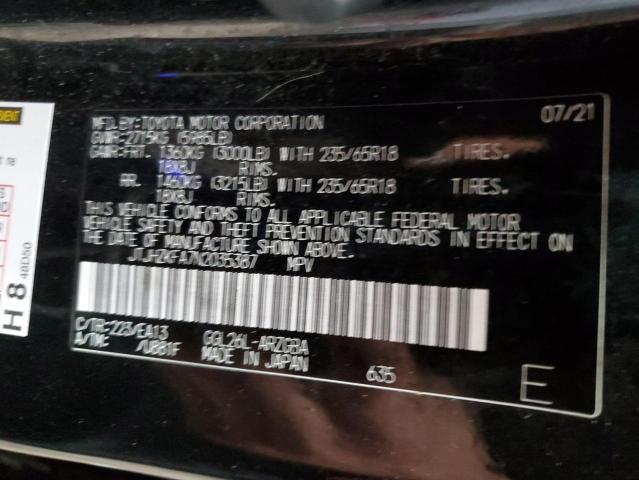 MFD.BY:TOYOTA MOTOR CORPORATION 07/21
GVWR:2715KG (5985LB)
GAWR:FRT. 1360KG (3000LB) WITH 235/65R18 TIRES.
18X8J RIMS.
RR. 1460KG (3215LB) WITH 235/65R18 TIRES.
18X8J RIMS.
THIS VEHICLE CONFORMS TO ALL APPLICABLE FEDERAL MOTOR
VEHICLE SAFETY AND THEFT PREVENTION STANDARDS IN EFFECT ON
THE DATE OF MANUFACTURE SHOWN ABOVE.
JTJHZKFA7N2035387 MPV
C/TR:223/EA13 GGL26L-ARZGBA
A/TM: /U881F MADE IN JAPAN
635 E
H 8 48D50